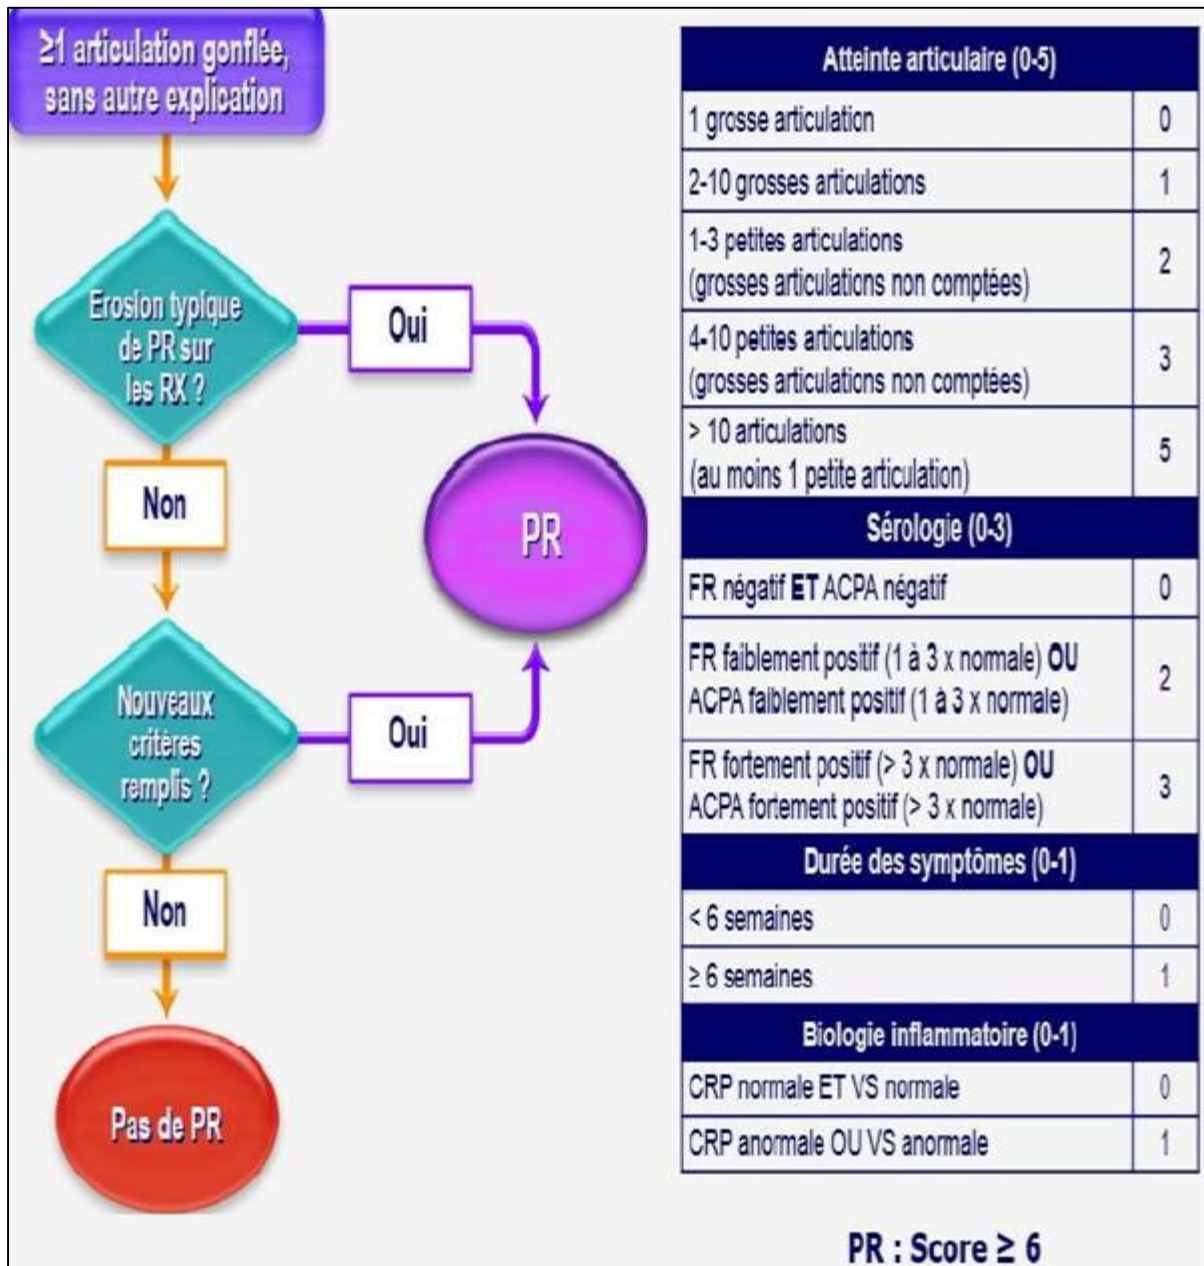 ≥1 articulation gonflée,
sans autre explication
Erosion typique
de PR sur
les RX ?
Oui
Non
PR
Nouveaux
critères
remplis ?
Oui
Non
Pas de PR
Atteinte articulaire (0-5)
1 grosse articulation 0
2-10 grosses articulations 1
1-3 petites articulations
(grosses articulations non comptées) 2
4-10 petites articulations
(grosses articulations non comptées) 3
> 10 articulations
(au moins 1 petite articulation) 5
Sérologie (0-3)
FR négatif ET ACPA négatif 0
FR faiblement positif (1 à 3 x normale) OU
ACPA faiblement positif (1 à 3 x normale) 2
FR fortement positif (> 3 x normale) OU
ACPA fortement positif (> 3 x normale) 3
Durée des symptômes (0-1)
< 6 semaines 0
≥ 6 semaines 1
Biologie inflammatoire (0-1)
CRP normale ET VS normale 0
CRP anormale OU VS anormale 1
PR : Score ≥ 6